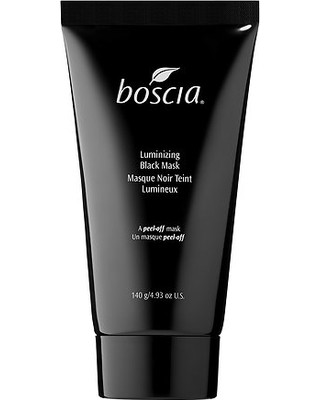 boscia®
Luminizing
Black Mask
Masque Noir Teint
Lumineux
A peel-off mask
Un masque peel-off
140 g/4.93 oz U.S.